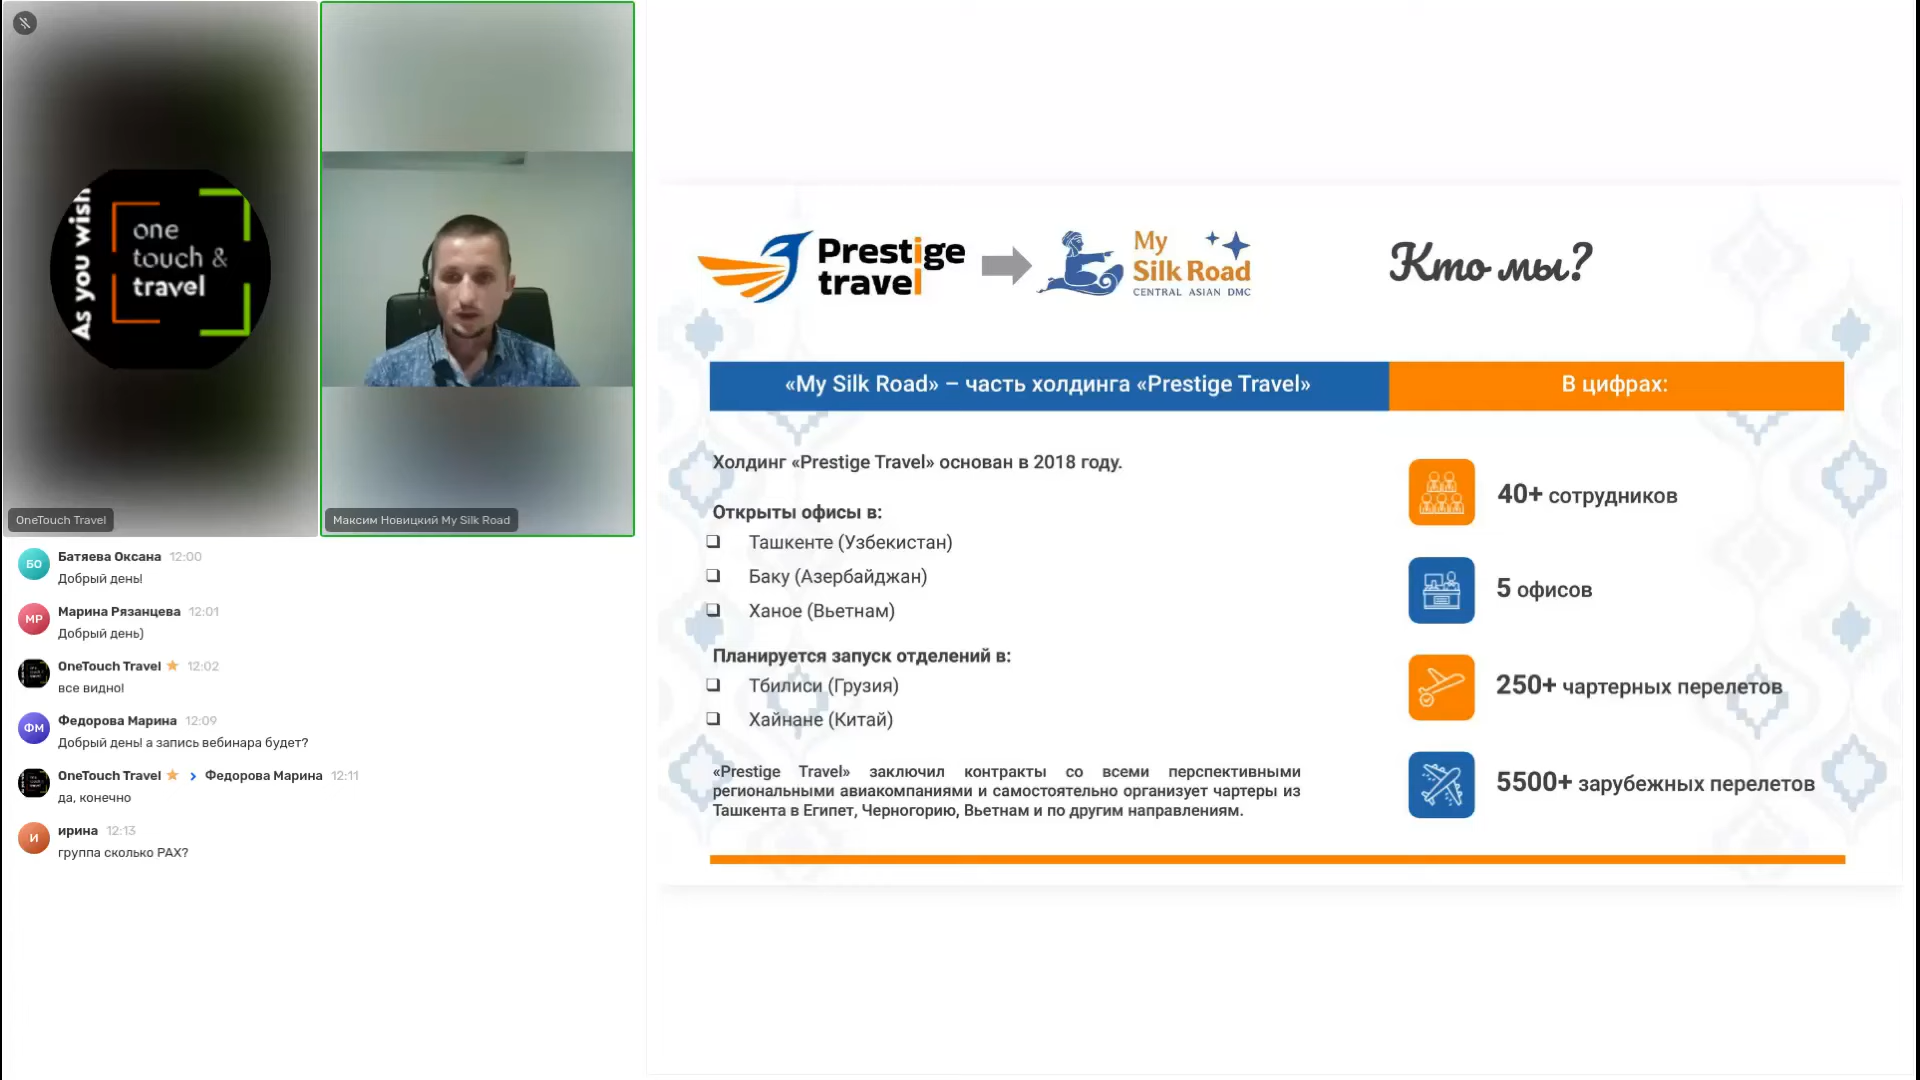 As you wish
one
touch &
travel
OneTouch Travel
Максим Новицкий My Silk Road
БО
Батяева Оксана 12:00
Добрый день!
МР
Марина Рязанцева 12:01
Добрый день)
OneTouch Travel 12:02
все видно!
ФМ
Федорова Марина 12:09
Добрый день! а запись вебинара будет?
OneTouch Travel > Федорова Марина 12:11
да, конечно
И
ирина 12:13
группа сколько PAX?
Prestige
travel
My
Silk Road
CENTRAL ASIAN DMC
Кто мы?
«My Silk Road» – часть холдинга «Prestige Travel»
В цифрах:
Холдинг «Prestige Travel» основан в 2018 году.
Открыты офисы в:
❑ Ташкенте (Узбекистан)
❑ Баку (Азербайджан)
❑ Ханое (Вьетнам)
Планируется запуск отделений в:
❑ Тбилиси (Грузия)
❑ Хайнане (Китай)
«Prestige Travel» заключил контракты со всеми перспективными
региональными авиакомпаниями и самостоятельно организует чартеры из
Ташкента в Египет, Черногорию, Вьетнам и по другим направлениям.
40+ сотрудников
5 офисов
250+ чартерных перелетов
5500+ зарубежных перелетов